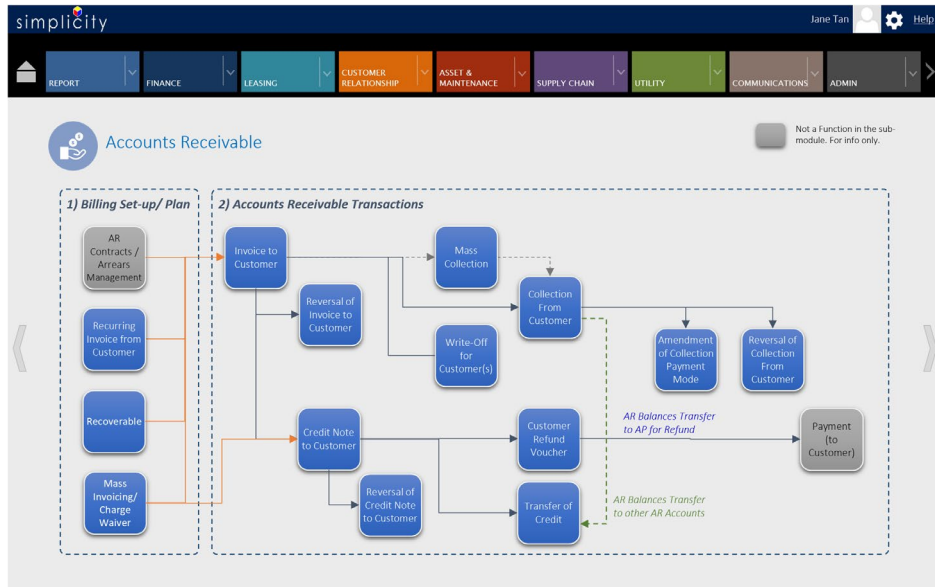 simplicity
Jane Tan
Help
REPORT
FINANCE
LEASING
CUSTOMER
RELATIONSHIP
ASSET &
MAINTENANCE
SUPPLY CHAIN
UTILITY
COMMUNICATIONS
ADMIN
Accounts Receivable
Not a Function in the sub-
module. For info only.
1) Billing Set-up/ Plan
2) Accounts Receivable Transactions
AR
Contracts /
Arrears
Management
Invoice to
Customer
Mass
Collection
Recurring
Invoice from
Customer
Reversal of
Invoice to
Customer
Collection
From
Customer
Write-Off
for
Customer(s)
Amendment
of Collection
Payment
Mode
Reversal of
Collection
From
Customer
Recoverable
Credit Note
to Customer
Customer
Refund
Voucher
AR Balances Transfer
to AP for Refund
Payment
(to
Customer)
Mass
Invoicing/
Charge
Waiver
Reversal of
Credit Note
to Customer
Transfer of
Credit
AR Balances Transfer
to other AR Accounts